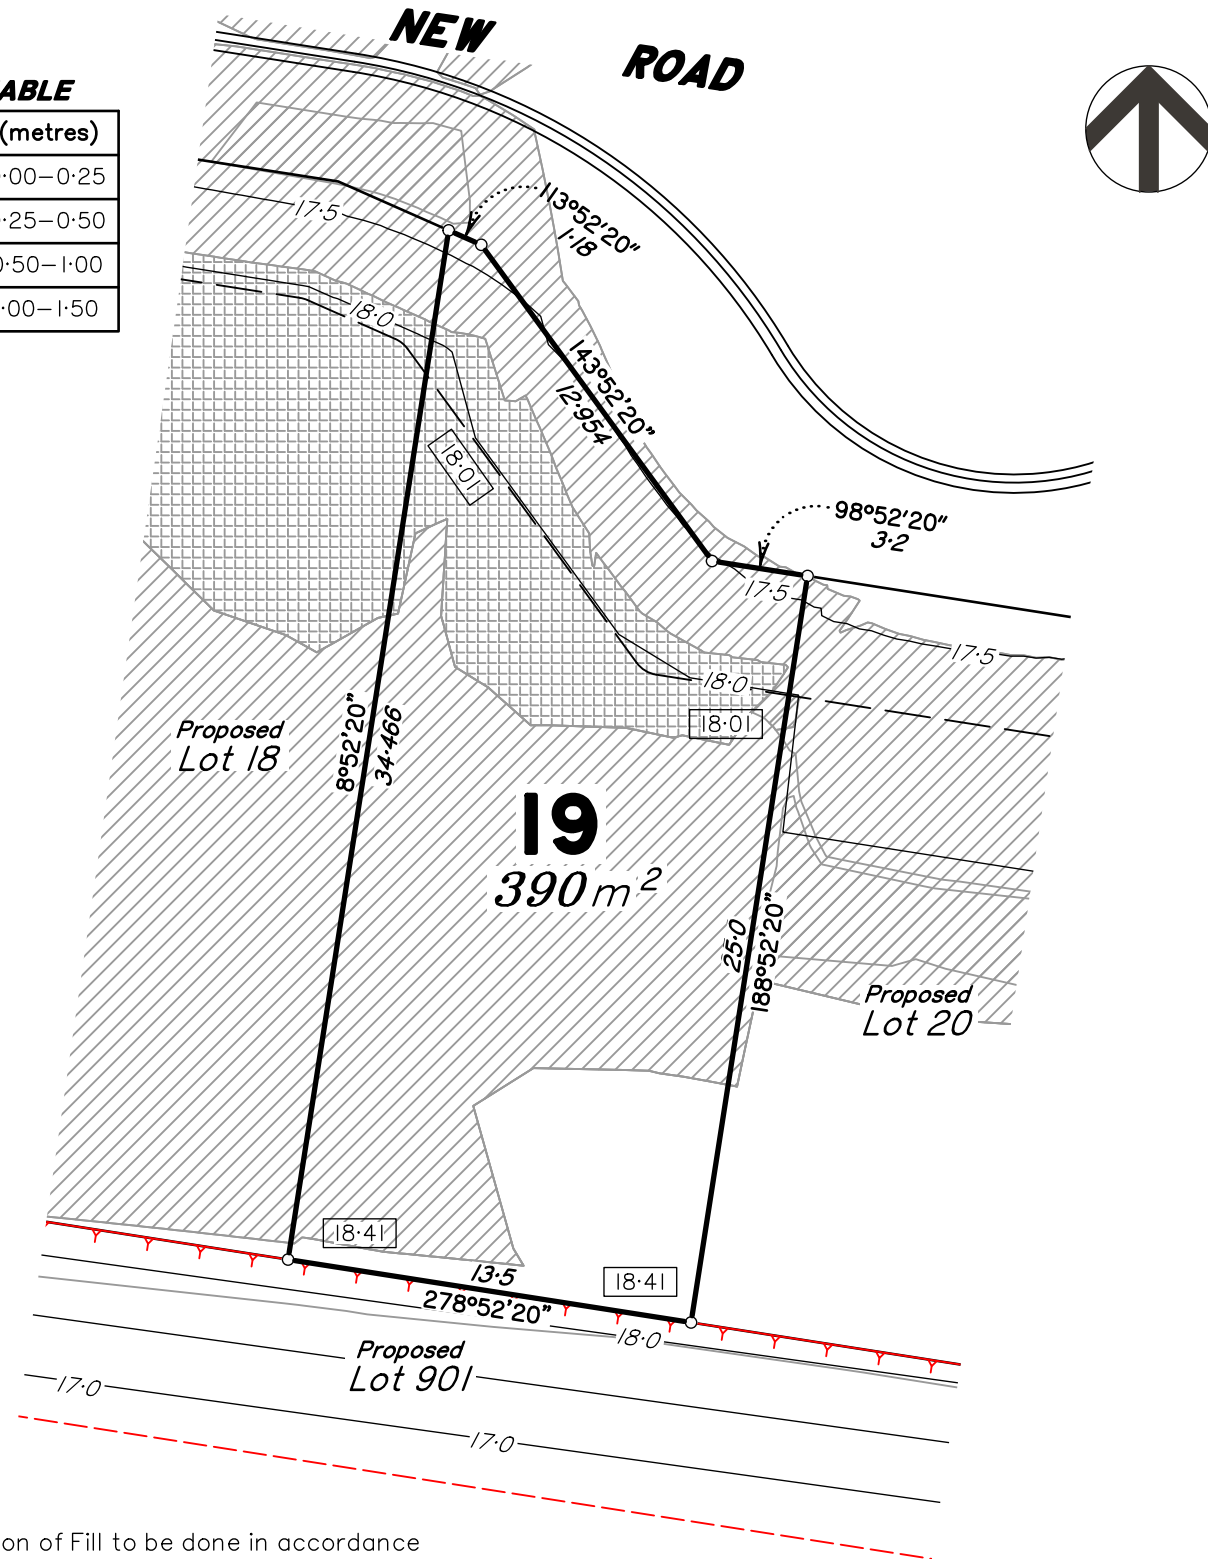 NEW ROAD
ABLE
(metres)
·00-0·25
·25-0·50
0·50-1·00
·00-1·50
17·5
113°52'20"
1·18
18·0
143°52'20"
12·954
18·01
98°52'20"
3·2
17·5
17·5
18·0
18·01
Proposed
Lot 18
8°52'20"
34·466
19
390 m²
25·0
188°52'20"
Proposed
Lot 20
18·41
13·5
18·41
278°52'20"
18·0
Proposed
Lot 901
17·0
17·0
on of Fill to be done in accordance